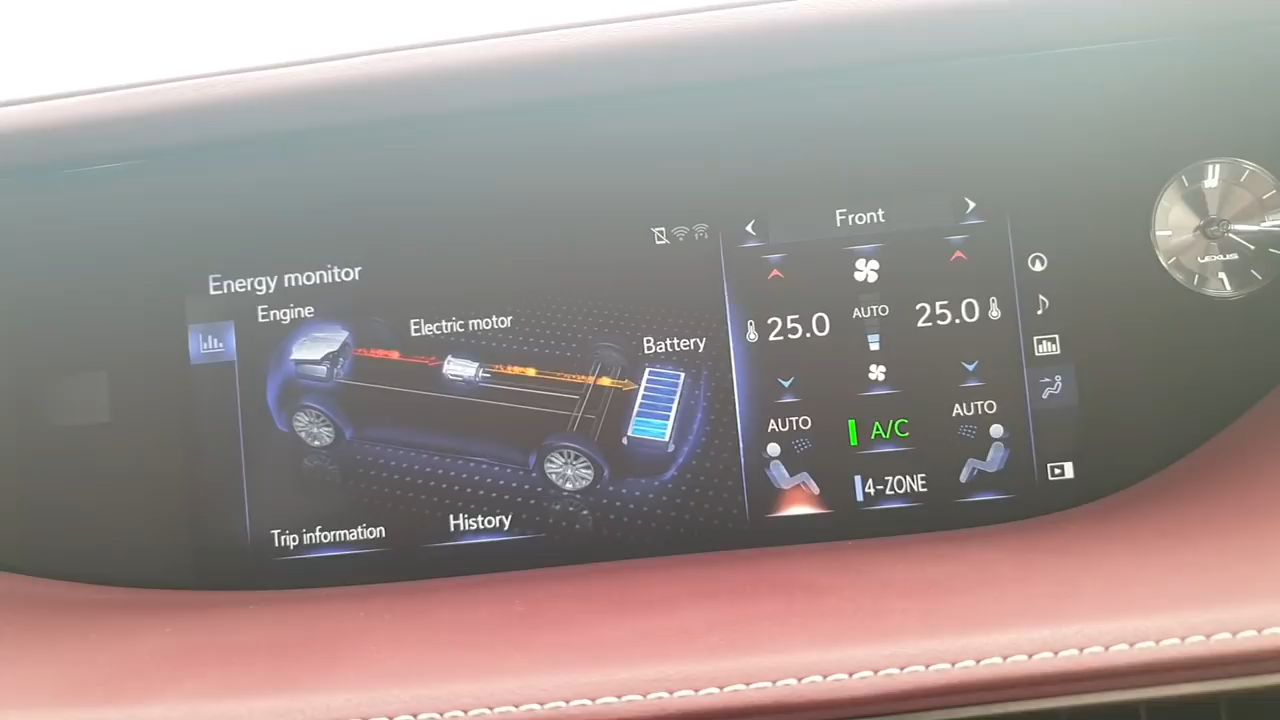 Energy monitor
Engine
Electric motor
Battery
Trip information
History
Front
25.0
AUTO
25.0
AUTO
A/C
AUTO
4-ZONE
LEXUS